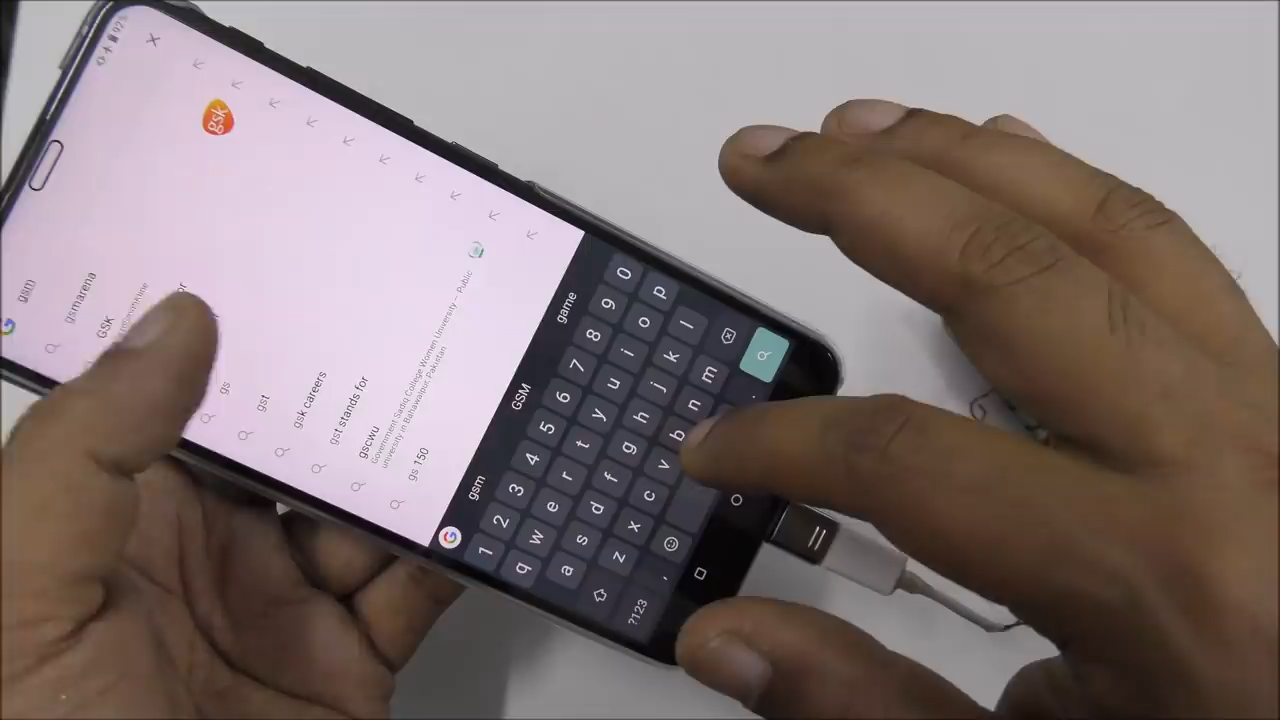 92%
gsm
gsmarena
GSK
gsk
gs
gst
gsk careers
gst stands for
gscwu
Government Sadiq College Women University – Public
university in Bahawalpur, Pakistan
gs 150
gsm GSM game
1 2 3 4 5 6 7 8 9 0
q w e r t y u i o p
a s d f g h j k l
z x c v b n m
?123 , .